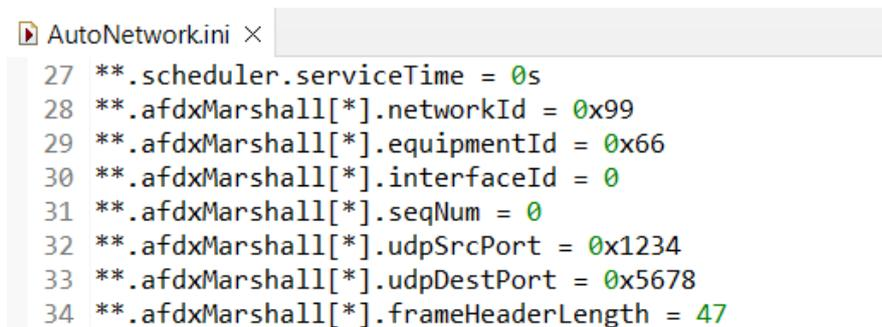 AutoNetwork.ini ×
27 **.scheduler.serviceTime = 0s
28 **.afdxMarshall[*].networkId = 0x99
29 **.afdxMarshall[*].equipmentId = 0x66
30 **.afdxMarshall[*].interfaceId = 0
31 **.afdxMarshall[*].seqNum = 0
32 **.afdxMarshall[*].udpSrcPort = 0x1234
33 **.afdxMarshall[*].udpDestPort = 0x5678
34 **.afdxMarshall[*].frameHeaderLength = 47